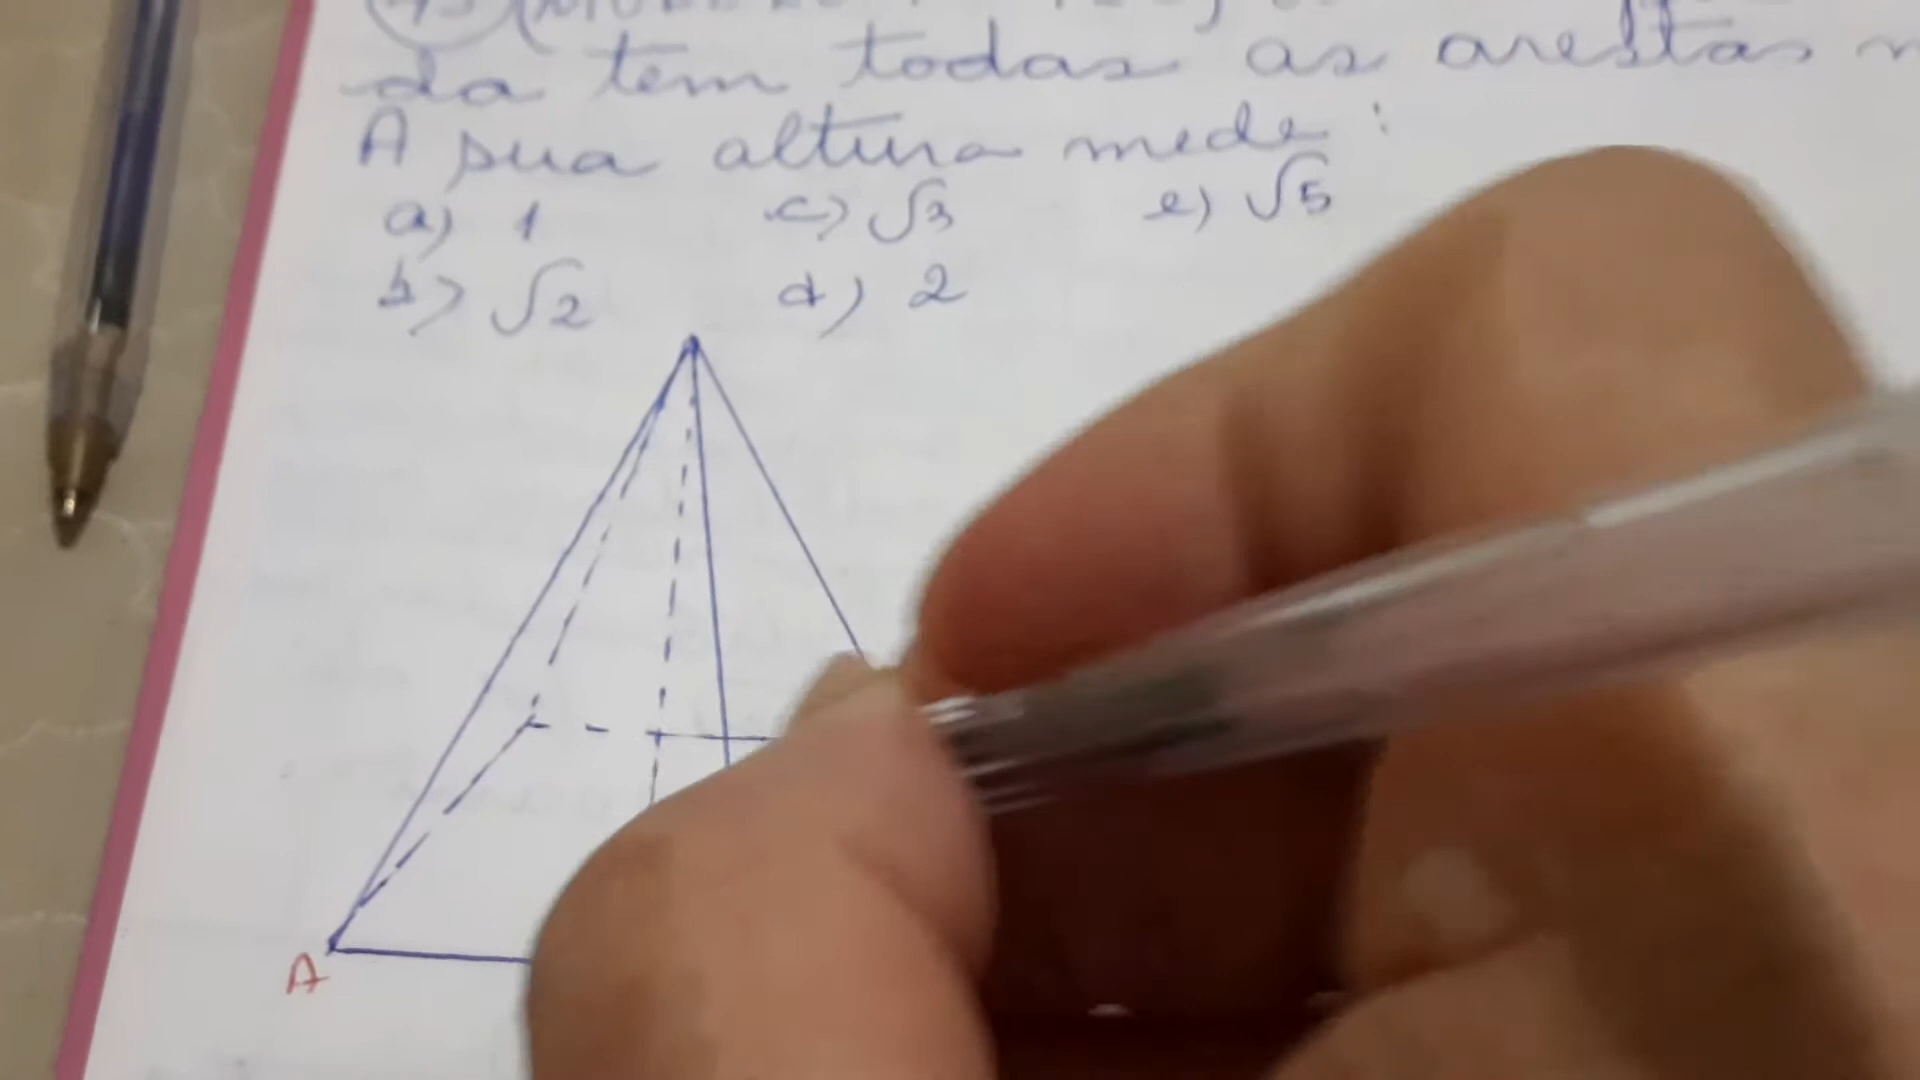 da tem todas as arestas
A sua altura mede:
a) 1 c) √3 e) √5
b) √2 d) 2
A